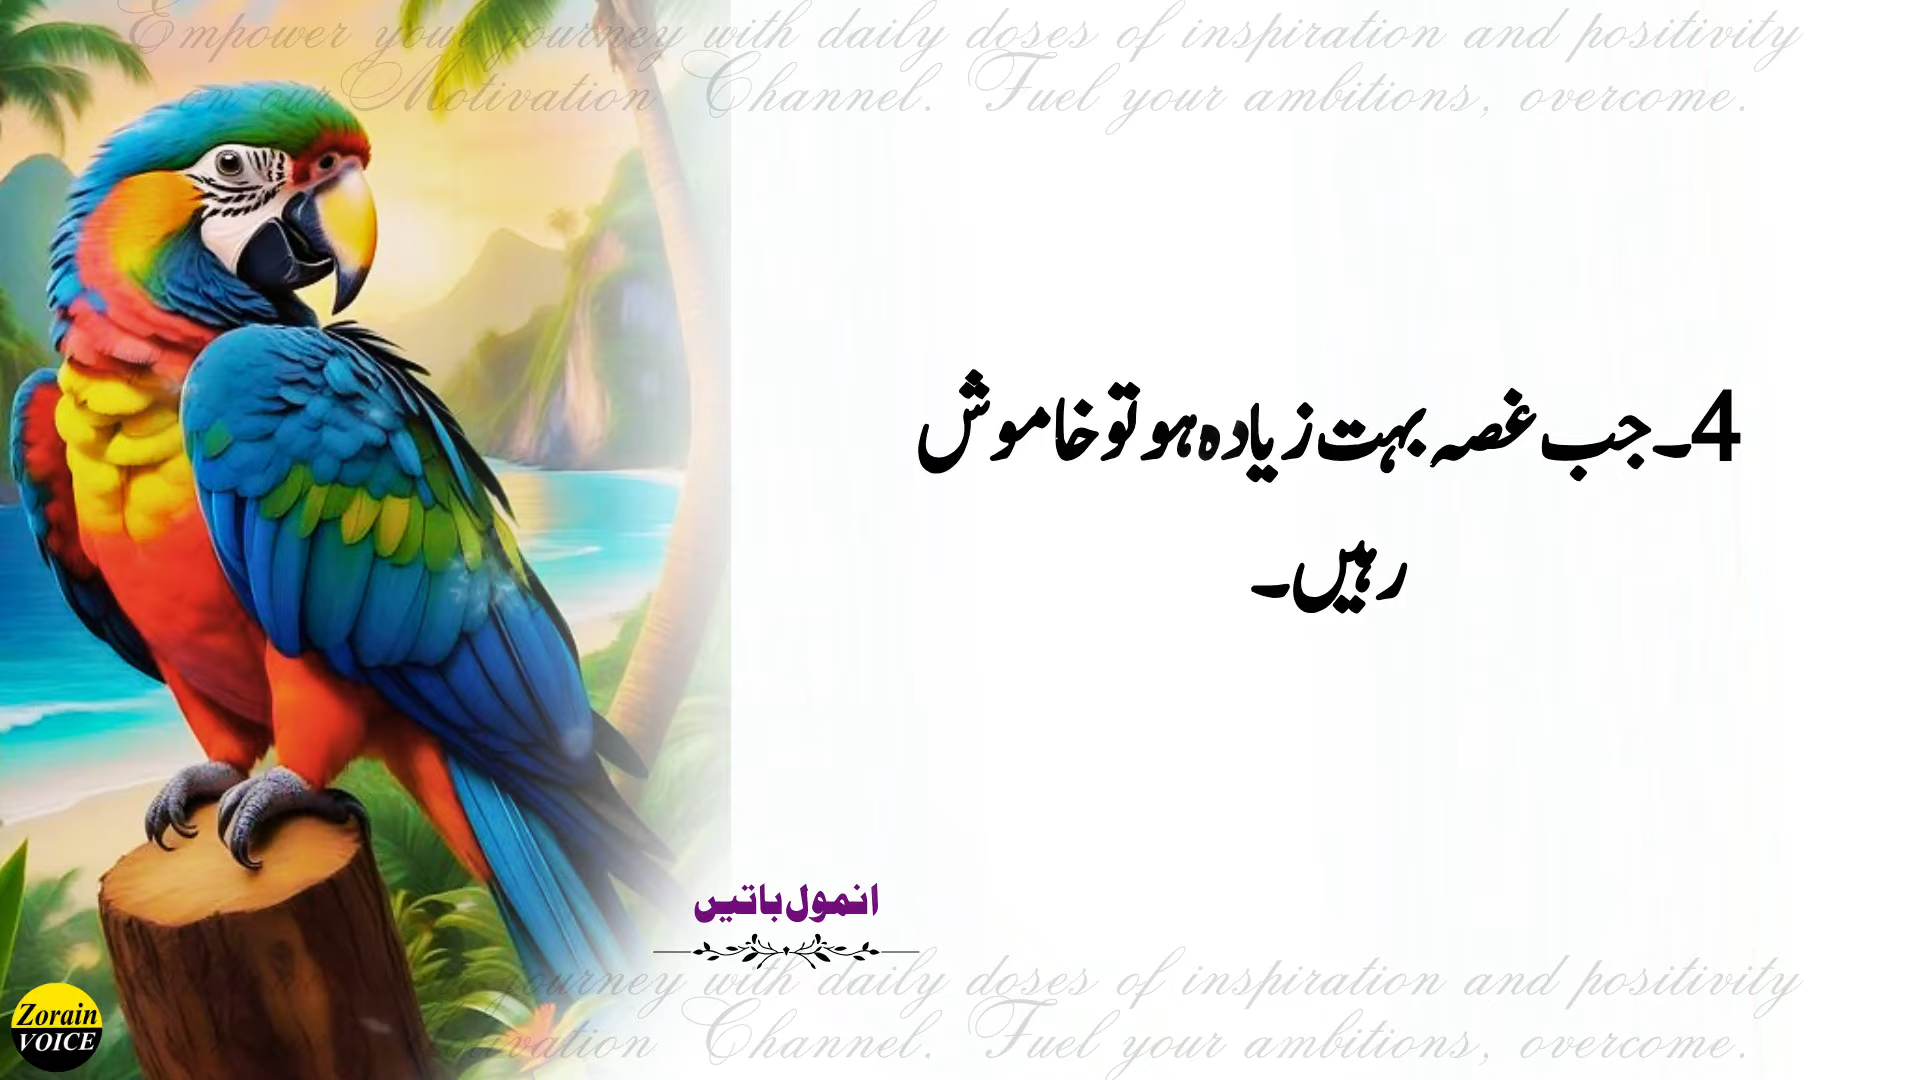 Empower your journey with daily doses of inspiration and positivity
on our Motivation Channel. Fuel your ambitions, overcome.
4۔جب غصہ بہت زیادہ ہو تو خاموش
رہیں۔
انمول باتیں
journey with daily doses of inspiration and positivity
Motivation Channel. Fuel your ambitions, overcome.
Zorain
VOICE